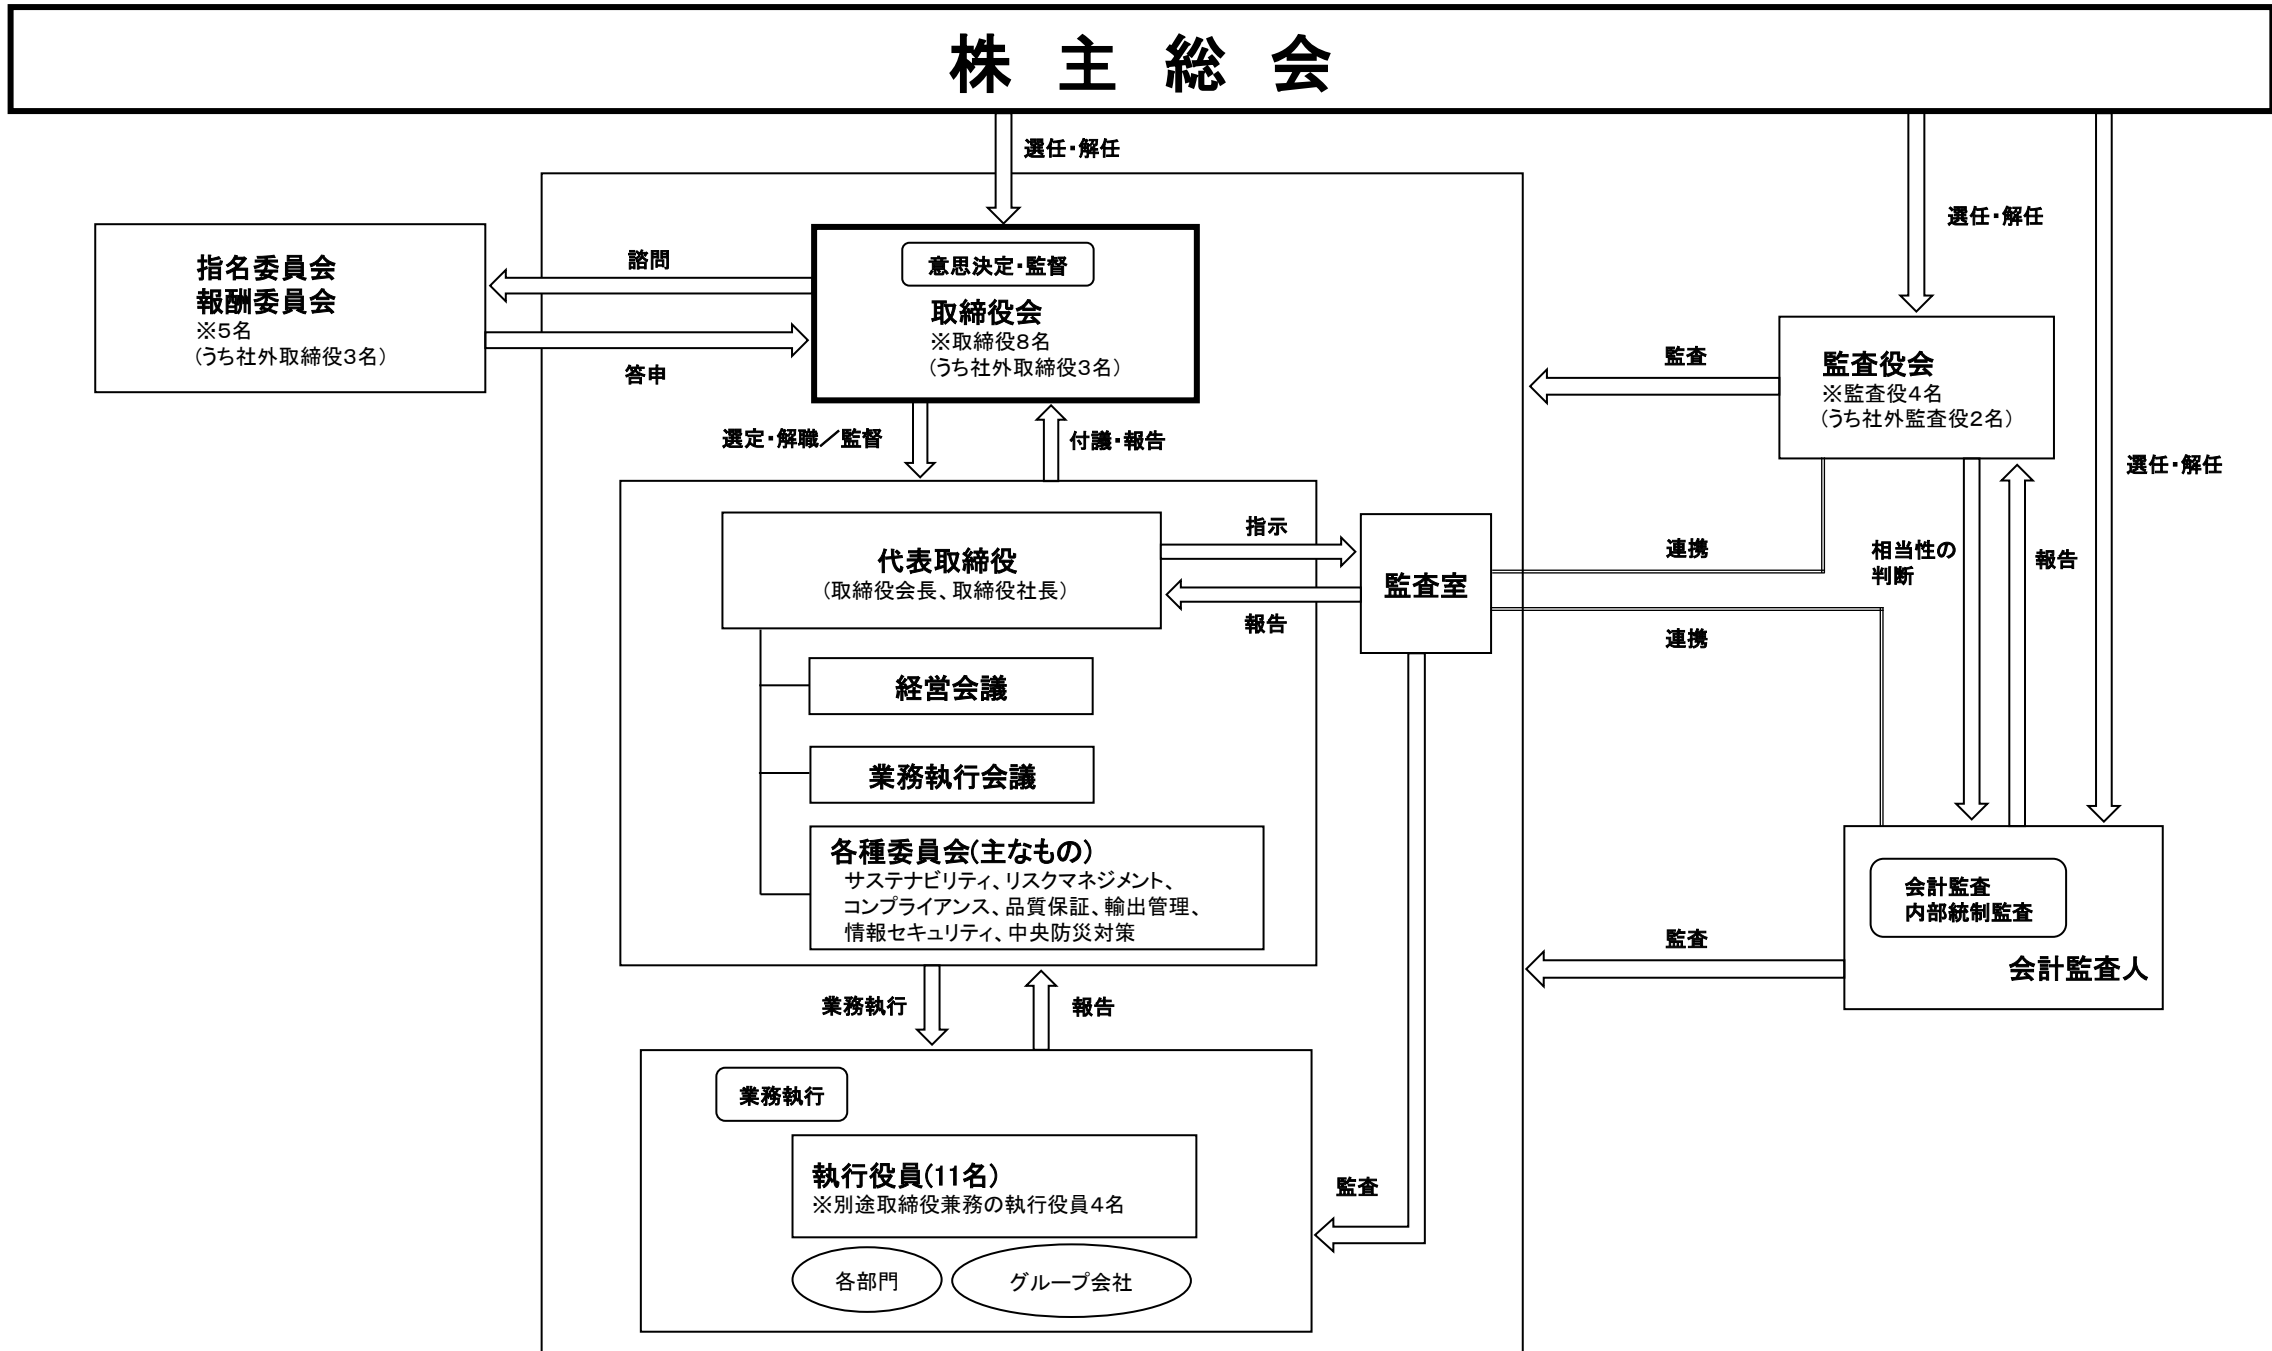 株主総会
選任・解任
選任・解任
選任・解任
指名委員会
報酬委員会
※5名
(うち社外取締役3名)
諮問
答申
意思決定・監督
取締役会
※取締役8名
(うち社外取締役3名)
監査
監査役会
※監査役4名
(うち社外監査役2名)
選定・解職／監督
付議・報告
代表取締役
(取締役会長、取締役社長)
指示
報告
監査室
連携
連携
相当性の
判断
報告
経営会議
業務執行会議
各種委員会(主なもの)
サステナビリティ、リスクマネジメント、
コンプライアンス、品質保証、輸出管理、
情報セキュリティ、中央防災対策
会計監査
内部統制監査
会計監査人
監査
業務執行
報告
業務執行
執行役員(11名)
※別途取締役兼務の執行役員4名
監査
各部門
グループ会社